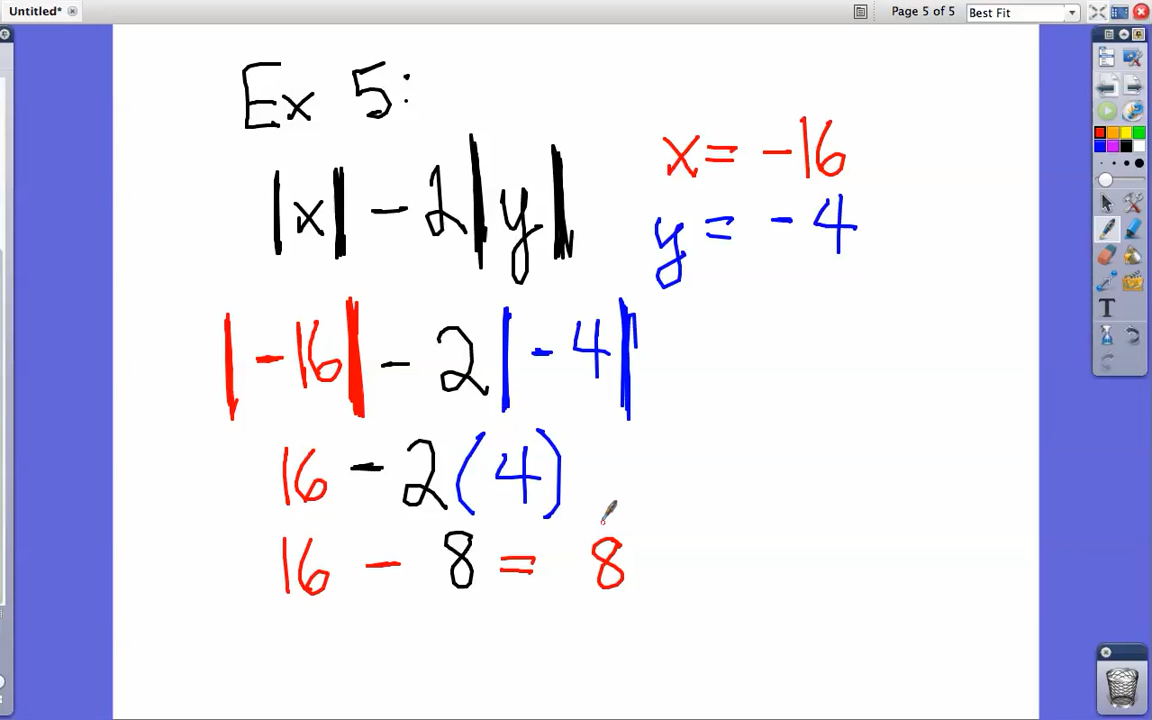 Untitled*
Page 5 of 5
Best Fit
Ex 5:
|x| - 2|y|
x = -16
y = -4
|-16| - 2|-4|
16 - 2(4)
16 - 8 = 8
T